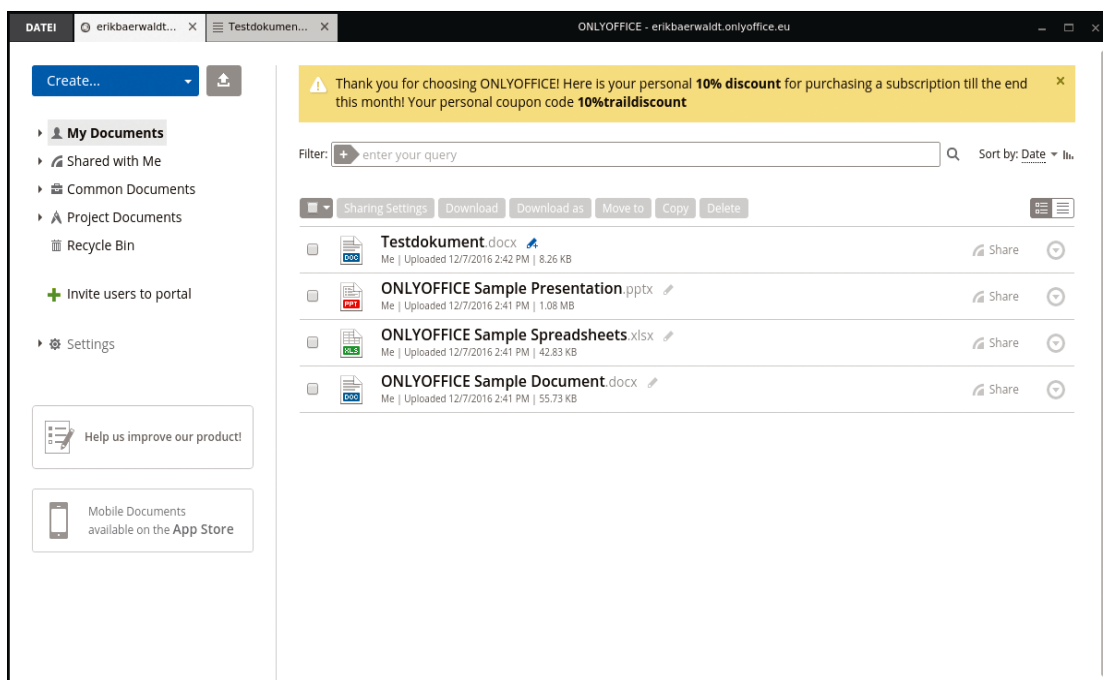 DATEI erikbaerwaldt... × Testdokumen... × ONLYOFFICE - erikbaerwaldt.onlyoffice.eu
Create...
My Documents
Shared with Me
Common Documents
Project Documents
Recycle Bin
Invite users to portal
Settings
Help us improve our product!
Mobile Documents
available on the App Store
Thank you for choosing ONLYOFFICE! Here is your personal 10% discount for purchasing a subscription till the end
this month! Your personal coupon code 10%traildiscount
Filter: enter your query Sort by: Date
Sharing Settings Download Download as Move to Copy Delete
Testdokument.docx
Me | Uploaded 12/7/2016 2:42 PM | 8.26 KB
DOC
Share
ONLYOFFICE Sample Presentation.pptx
Me | Uploaded 12/7/2016 2:41 PM | 1.08 MB
PPT
Share
ONLYOFFICE Sample Spreadsheets.xlsx
Me | Uploaded 12/7/2016 2:41 PM | 42.83 KB
XLS
Share
ONLYOFFICE Sample Document.docx
Me | Uploaded 12/7/2016 2:41 PM | 55.73 KB
DOC
Share